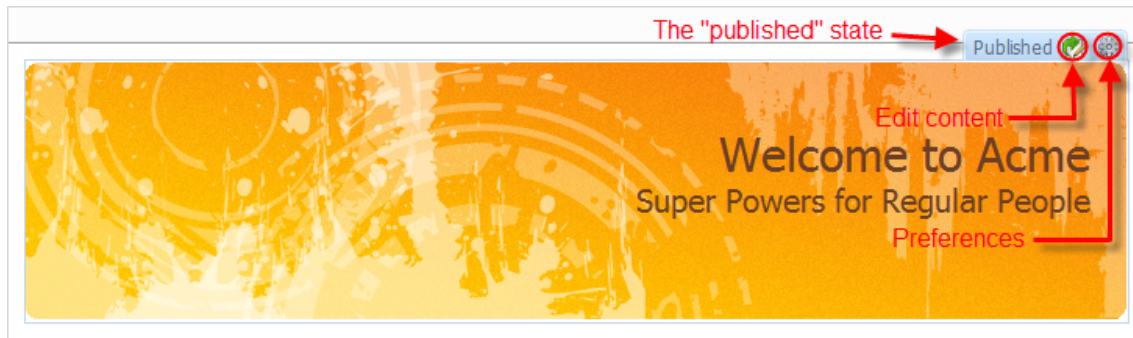 The "published" state
Published
Edit content
Welcome to Acme
Super Powers for Regular People
Preferences